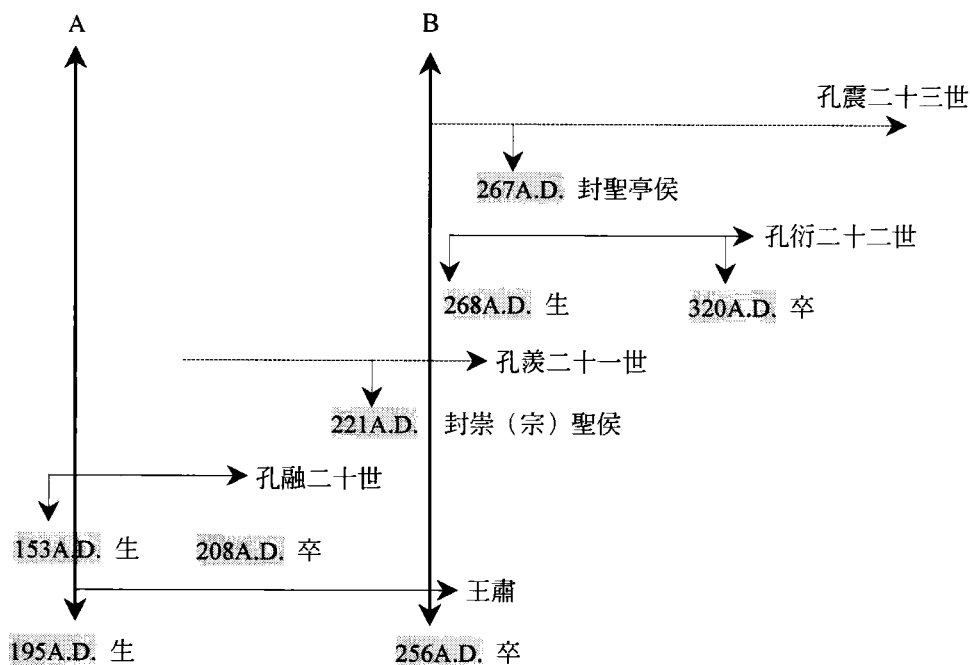 A
B
孔震二十三世
267A.D. 封聖亭侯
孔衍二十二世
268A.D. 生
320A.D. 卒
孔羨二十一世
221A.D. 封崇（宗）聖侯
孔融二十世
153A.D. 生
208A.D. 卒
王肅
195A.D. 生
256A.D. 卒